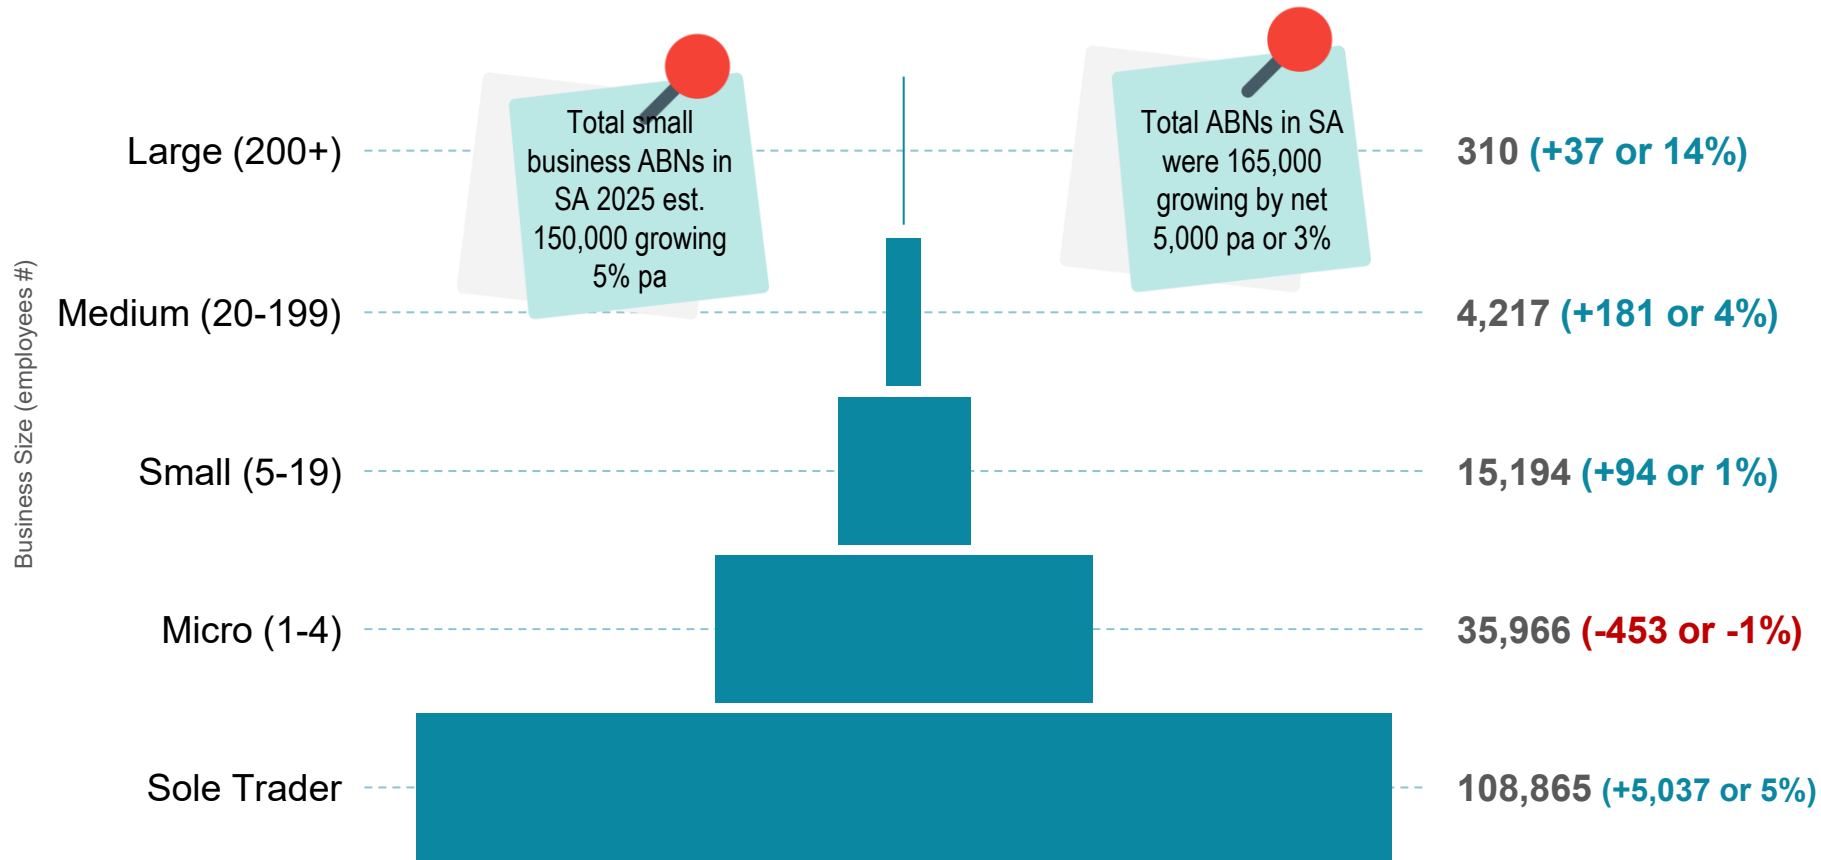 Total small
business ABNs in
SA 2025 est.
150,000 growing
5% pa
Total ABNs in SA
were 165,000
growing by net
5,000 pa or 3%
Business Size (employees #)
Large (200+)
310 (+37 or 14%)
Medium (20-199)
4,217 (+181 or 4%)
Small (5-19)
15,194 (+94 or 1%)
Micro (1-4)
35,966 (-453 or -1%)
Sole Trader
108,865 (+5,037 or 5%)